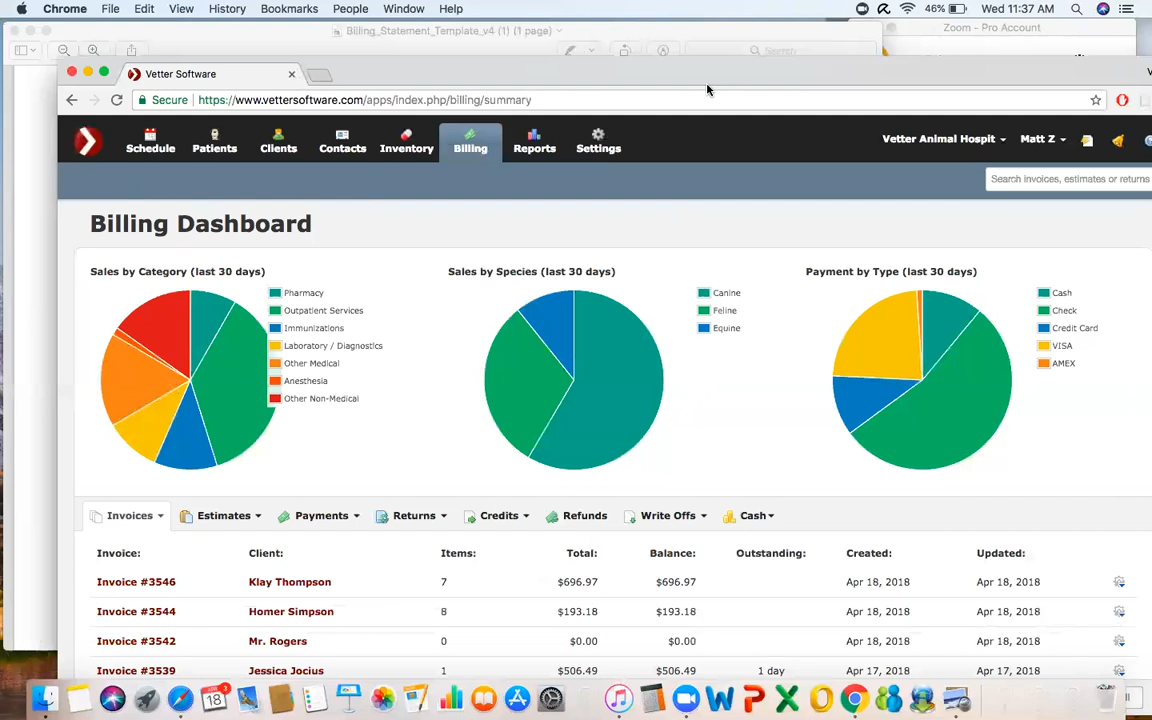 Chrome File Edit View History Bookmarks People Window Help 46% Wed 11:37 AM
Billing_Statement_Template_v4 (1) (1 page)
Zoom - Pro Account
Search
Vetter Software
Secure https://www.vettersoftware.com/apps/index.php/billing/summary
Schedule Patients Clients Contacts Inventory Billing Reports Settings Vetter Animal Hospit Matt Z
Search invoices, estimates or returns
Billing Dashboard
Sales by Category (last 30 days)
Pharmacy
Outpatient Services
Immunizations
Laboratory / Diagnostics
Other Medical
Anesthesia
Other Non-Medical
Sales by Species (last 30 days)
Canine
Feline
Equine
Payment by Type (last 30 days)
Cash
Check
Credit Card
VISA
AMEX
Invoices Estimates Payments Returns Credits Refunds Write Offs Cash
Invoice: Client: Items: Total: Balance: Outstanding: Created: Updated:
Invoice #3546 Klay Thompson 7 $696.97 $696.97 Apr 18, 2018 Apr 18, 2018
Invoice #3544 Homer Simpson 8 $193.18 $193.18 Apr 18, 2018 Apr 18, 2018
Invoice #3542 Mr. Rogers 0 $0.00 $0.00 Apr 18, 2018 Apr 18, 2018
Invoice #3539 Jessica Jocius 1 $506.49 $506.49 1 day Apr 17, 2018 Apr 17, 2018
18 3